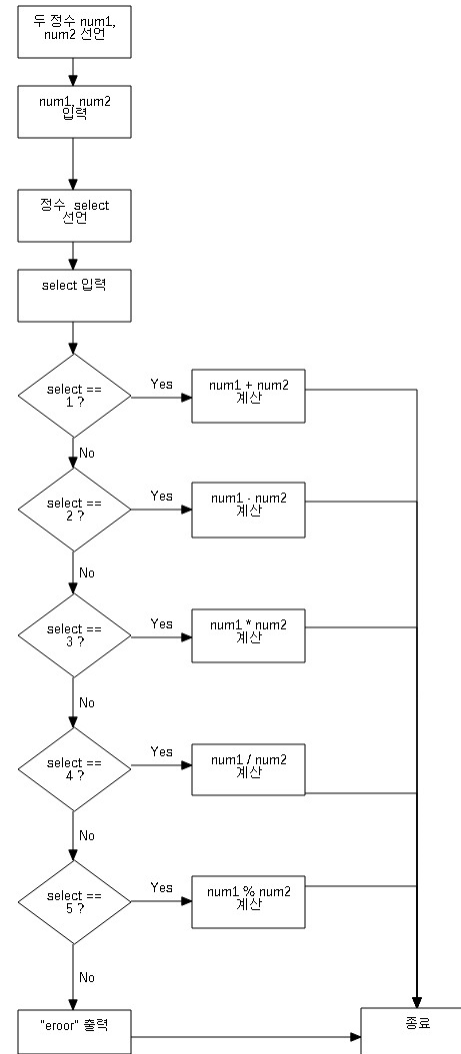 두 정수 num1,
num2 선언
num1, num2
입력
정수 select
선언
select 입력
select ==
1 ?
Yes
num1 + num2
계산
No
select ==
2 ?
Yes
num1 - num2
계산
No
select ==
3 ?
Yes
num1 * num2
계산
No
select ==
4 ?
Yes
num1 / num2
계산
No
select ==
5 ?
Yes
num1 % num2
계산
No
"eroor" 출력
종료